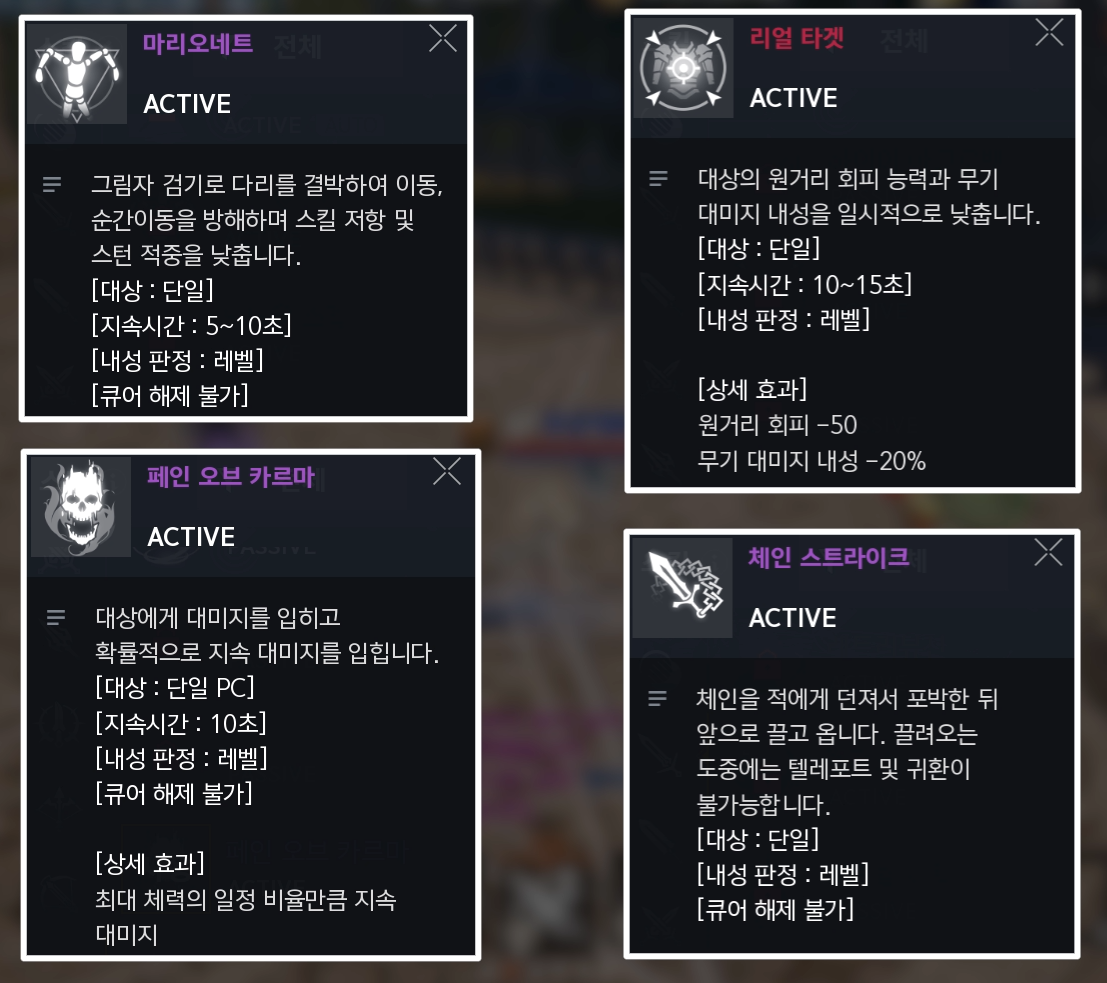 마리오네트
ACTIVE
그림자 검기로 다리를 결박하여 이동,
순간이동을 방해하며 스킬 저항 및
스턴 적중을 낮춥니다.
[대상 : 단일]
[지속시간 : 5~10초]
[내성 판정 : 레벨]
[큐어 해제 불가]
리얼 타겟
전체
ACTIVE
대상의 원거리 회피 능력과 무기
대미지 내성을 일시적으로 낮춥니다.
[대상 : 단일]
[지속시간 : 10~15초]
[내성 판정 : 레벨]
[상세 효과]
원거리 회피 -50
무기 대미지 내성 -20%
페인 오브 카르마
ACTIVE
대상에게 대미지를 입히고
확률적으로 지속 대미지를 입힙니다.
[대상 : 단일 PC]
[지속시간 : 10초]
[내성 판정 : 레벨]
[큐어 해제 불가]
[상세 효과]
최대 체력의 일정 비율만큼 지속
대미지
체인 스트라이크
ACTIVE
체인을 적에게 던져서 포박한 뒤
앞으로 끌고 옵니다. 끌려오는
도중에는 텔레포트 및 귀환이
불가능합니다.
[대상 : 단일]
[내성 판정 : 레벨]
[큐어 해제 불가]